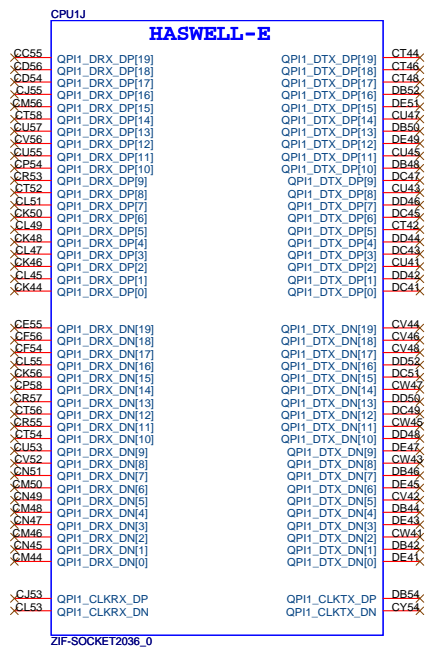 CPU1J
HASWELL-E
CC55 QPI1_DRX_DP[19] QPI1_DTX_DP[19] CT44
CD56 QPI1_DRX_DP[18] QPI1_DTX_DP[18] CT46
CD54 QPI1_DRX_DP[17] QPI1_DTX_DP[17] CT48
CJ55 QPI1_DRX_DP[16] QPI1_DTX_DP[16] DB52
CM56 QPI1_DRX_DP[15] QPI1_DTX_DP[15] DE51
CT58 QPI1_DRX_DP[14] QPI1_DTX_DP[14] CU47
CU57 QPI1_DRX_DP[13] QPI1_DTX_DP[13] DB50
CV56 QPI1_DRX_DP[12] QPI1_DTX_DP[12] DE49
CU55 QPI1_DRX_DP[11] QPI1_DTX_DP[11] CU45
CP54 QPI1_DRX_DP[10] QPI1_DTX_DP[10] DB48
CR53 QPI1_DRX_DP[9] QPI1_DTX_DP[9] DC47
CT52 QPI1_DRX_DP[8] QPI1_DTX_DP[8] CU43
CL51 QPI1_DRX_DP[7] QPI1_DTX_DP[7] DD46
CK50 QPI1_DRX_DP[6] QPI1_DTX_DP[6] DC45
CL49 QPI1_DRX_DP[5] QPI1_DTX_DP[5] CT42
CK48 QPI1_DRX_DP[4] QPI1_DTX_DP[4] DD44
CL47 QPI1_DRX_DP[3] QPI1_DTX_DP[3] DC43
CK46 QPI1_DRX_DP[2] QPI1_DTX_DP[2] CU41
CL45 QPI1_DRX_DP[1] QPI1_DTX_DP[1] DD42
CK44 QPI1_DRX_DP[0] QPI1_DTX_DP[0] DC41
CE55 QPI1_DRX_DN[19] QPI1_DTX_DN[19] CV44
CF56 QPI1_DRX_DN[18] QPI1_DTX_DN[18] CV46
CF54 QPI1_DRX_DN[17] QPI1_DTX_DN[17] CV48
CL55 QPI1_DRX_DN[16] QPI1_DTX_DN[16] DD52
CK56 QPI1_DRX_DN[15] QPI1_DTX_DN[15] DC51
CP58 QPI1_DRX_DN[14] QPI1_DTX_DN[14] CW47
CR57 QPI1_DRX_DN[13] QPI1_DTX_DN[13] DD50
CT56 QPI1_DRX_DN[12] QPI1_DTX_DN[12] DC49
CR55 QPI1_DRX_DN[11] QPI1_DTX_DN[11] CW45
CT54 QPI1_DRX_DN[10] QPI1_DTX_DN[10] DD48
CU53 QPI1_DRX_DN[9] QPI1_DTX_DN[9] DE47
CV52 QPI1_DRX_DN[8] QPI1_DTX_DN[8] CW43
CN51 QPI1_DRX_DN[7] QPI1_DTX_DN[7] DB46
CM50 QPI1_DRX_DN[6] QPI1_DTX_DN[6] DE45
CN49 QPI1_DRX_DN[5] QPI1_DTX_DN[5] CV42
CM48 QPI1_DRX_DN[4] QPI1_DTX_DN[4] DB44
CN47 QPI1_DRX_DN[3] QPI1_DTX_DN[3] DE43
CM46 QPI1_DRX_DN[2] QPI1_DTX_DN[2] CW41
CN45 QPI1_DRX_DN[1] QPI1_DTX_DN[1] DB42
CM44 QPI1_DRX_DN[0] QPI1_DTX_DN[0] DE41
CJ53 QPI1_CLKRX_DP QPI1_CLKTX_DP DB54
CL53 QPI1_CLKRX_DN QPI1_CLKTX_DN CY54
ZIF-SOCKET2036_0